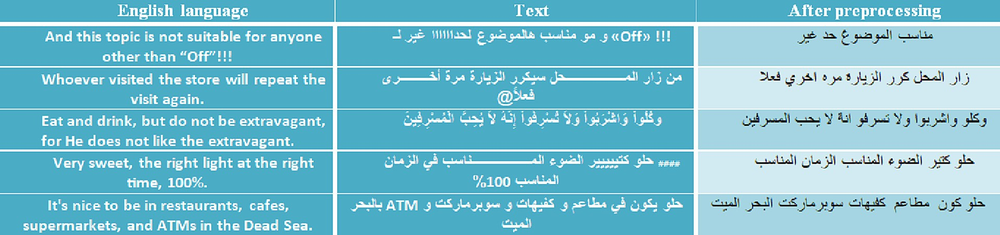 English language
Text
After preprocessing
And this topic is not suitable for anyone
other than “Off”!!!
!!! «Off» و مو مناسب هالموضوع لحداااااا غير لـ
مناسب الموضوع حد غير
Whoever visited the store will repeat the
visit again.
من زار المـــــــــــــحل سيكرر الزيارة مرة أخـــــــرى
فعلاً@
زار المحل كرر الزياره مره اخري فعلا
Eat and drink, but do not be extravagant,
for He does not like the extravagant.
وكُلُواْ وَاشْرَبُواْ وَلاَ تُسْرِفُواْ إِنَّهُ لاَ يُحِبُّ الْمُسْرِفِينَ
وكلو واشربوا ولا تسرفو انة لا يحب المسرفين
Very sweet, the right light at the right
time, 100%.
#### حلو كتيييييير الضوء المـــــــــــــناسب في الزمان
المناسب 100%
حلو كتير الضوء المناسب الزمان المناسب
It's nice to be in restaurants, cafes,
supermarkets, and ATMs in the Dead Sea.
حلو يكون في مطاعم و كفيهات و سوبرماركت و ATM بالبحر
الميت
حلو كون مطاعم كفيهات سوبرماركت البحر الميت